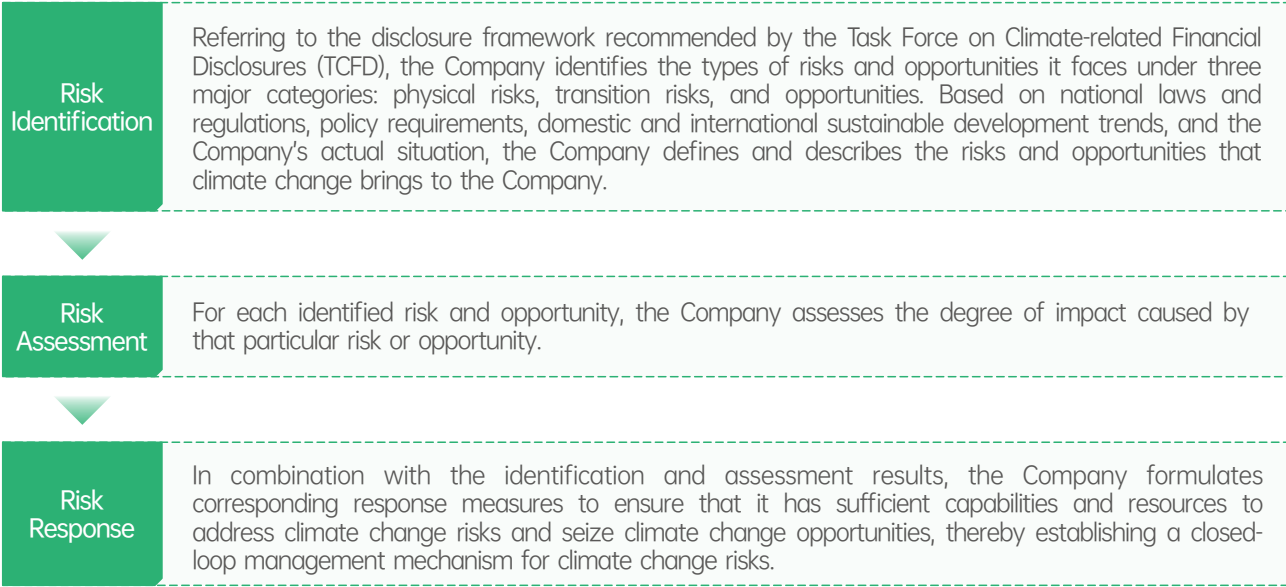 Risk
Identification
Referring to the disclosure framework recommended by the Task Force on Climate-related Financial
Disclosures (TCFD), the Company identifies the types of risks and opportunities it faces under three
major categories: physical risks, transition risks, and opportunities. Based on national laws and
regulations, policy requirements, domestic and international sustainable development trends, and the
Company's actual situation, the Company defines and describes the risks and opportunities that
climate change brings to the Company.
Risk
Assessment
For each identified risk and opportunity, the Company assesses the degree of impact caused by
that particular risk or opportunity.
Risk
Response
In combination with the identification and assessment results, the Company formulates
corresponding response measures to ensure that it has sufficient capabilities and resources to
address climate change risks and seize climate change opportunities, thereby establishing a closed-
loop management mechanism for climate change risks.